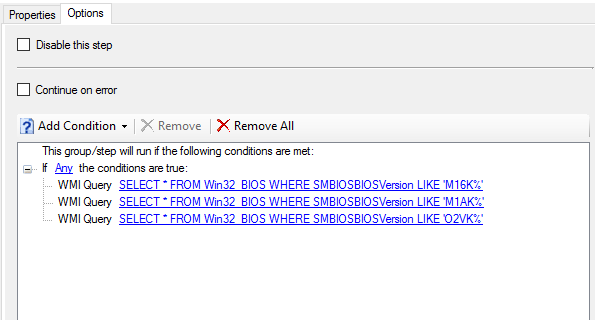 Properties Options
Disable this step
Continue on error
Add Condition Remove Remove All
This group/step will run if the following conditions are met:
If Any the conditions are true:
WMI Query SELECT * FROM Win32_BIOS WHERE SMBIOSBIOSVersion LIKE 'M16K%'
WMI Query SELECT * FROM Win32_BIOS WHERE SMBIOSBIOSVersion LIKE 'M1AK%'
WMI Query SELECT * FROM Win32_BIOS WHERE SMBIOSBIOSVersion LIKE 'O2VK%'